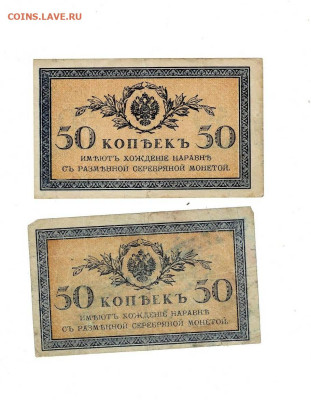 COINS.LAVE.RU
50 КОПѢЕКЪ 50
ИМѢЮТЪ ХОЖДЕНІЕ НАРАВНѢ
СЪ РАЗМѢННОЙ СЕРЕБРЯНОЙ МОНЕТОЙ.
50 КОПѢЕКЪ 50
ИМѢЮТЪ ХОЖДЕНІЕ НАРАВНѢ
СЪ РАЗМѢННОЙ СЕРЕБРЯНОЙ МОНЕТОЙ.